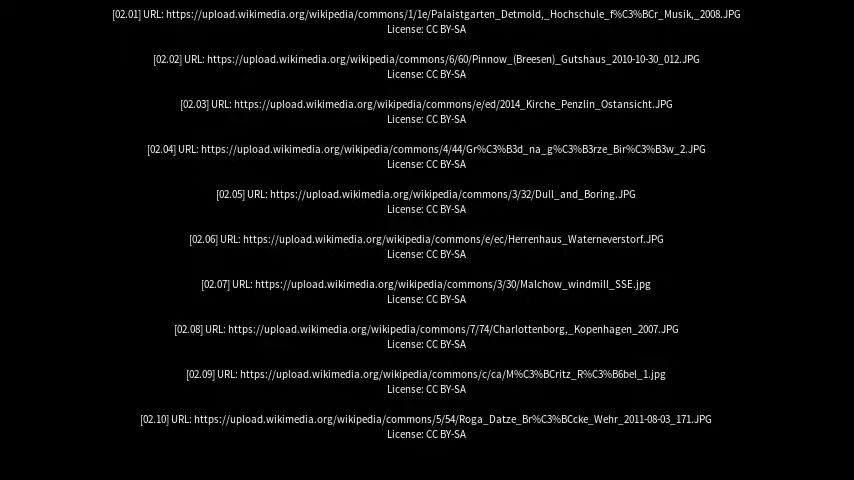 [02.01] URL: https://upload.wikimedia.org/wikipedia/commons/1/1e/Palaistgarten_Detmold,_Hochschule_f%C3%BCr_Musik,_2008.JPG
License: CC BY-SA
[02.02] URL: https://upload.wikimedia.org/wikipedia/commons/6/60/Pinnow_(Breesen)_Gutshaus_2010-10-30_012.JPG
License: CC BY-SA
[02.03] URL: https://upload.wikimedia.org/wikipedia/commons/e/ed/2014_Kirche_Penzlin_Ostansicht.JPG
License: CC BY-SA
[02.04] URL: https://upload.wikimedia.org/wikipedia/commons/4/44/Gr%C3%B3d_na_g%C3%B3rze_Bir%C3%B3w_2.JPG
License: CC BY-SA
[02.05] URL: https://upload.wikimedia.org/wikipedia/commons/3/32/Dull_and_Boring.JPG
License: CC BY-SA
[02.06] URL: https://upload.wikimedia.org/wikipedia/commons/e/ec/Herrenhaus_Waterneverstorf.JPG
License: CC BY-SA
[02.07] URL: https://upload.wikimedia.org/wikipedia/commons/3/30/Malchow_windmill_SSE.jpg
License: CC BY-SA
[02.08] URL: https://upload.wikimedia.org/wikipedia/commons/7/74/Charlottenborg,_Kopenhagen_2007.JPG
License: CC BY-SA
[02.09] URL: https://upload.wikimedia.org/wikipedia/commons/c/ca/M%C3%BCritz_R%C3%B6bel_1.jpg
License: CC BY-SA
[02.10] URL: https://upload.wikimedia.org/wikipedia/commons/5/54/Roga_Datze_Br%C3%BCcke_Wehr_2011-08-03_171.JPG
License: CC BY-SA